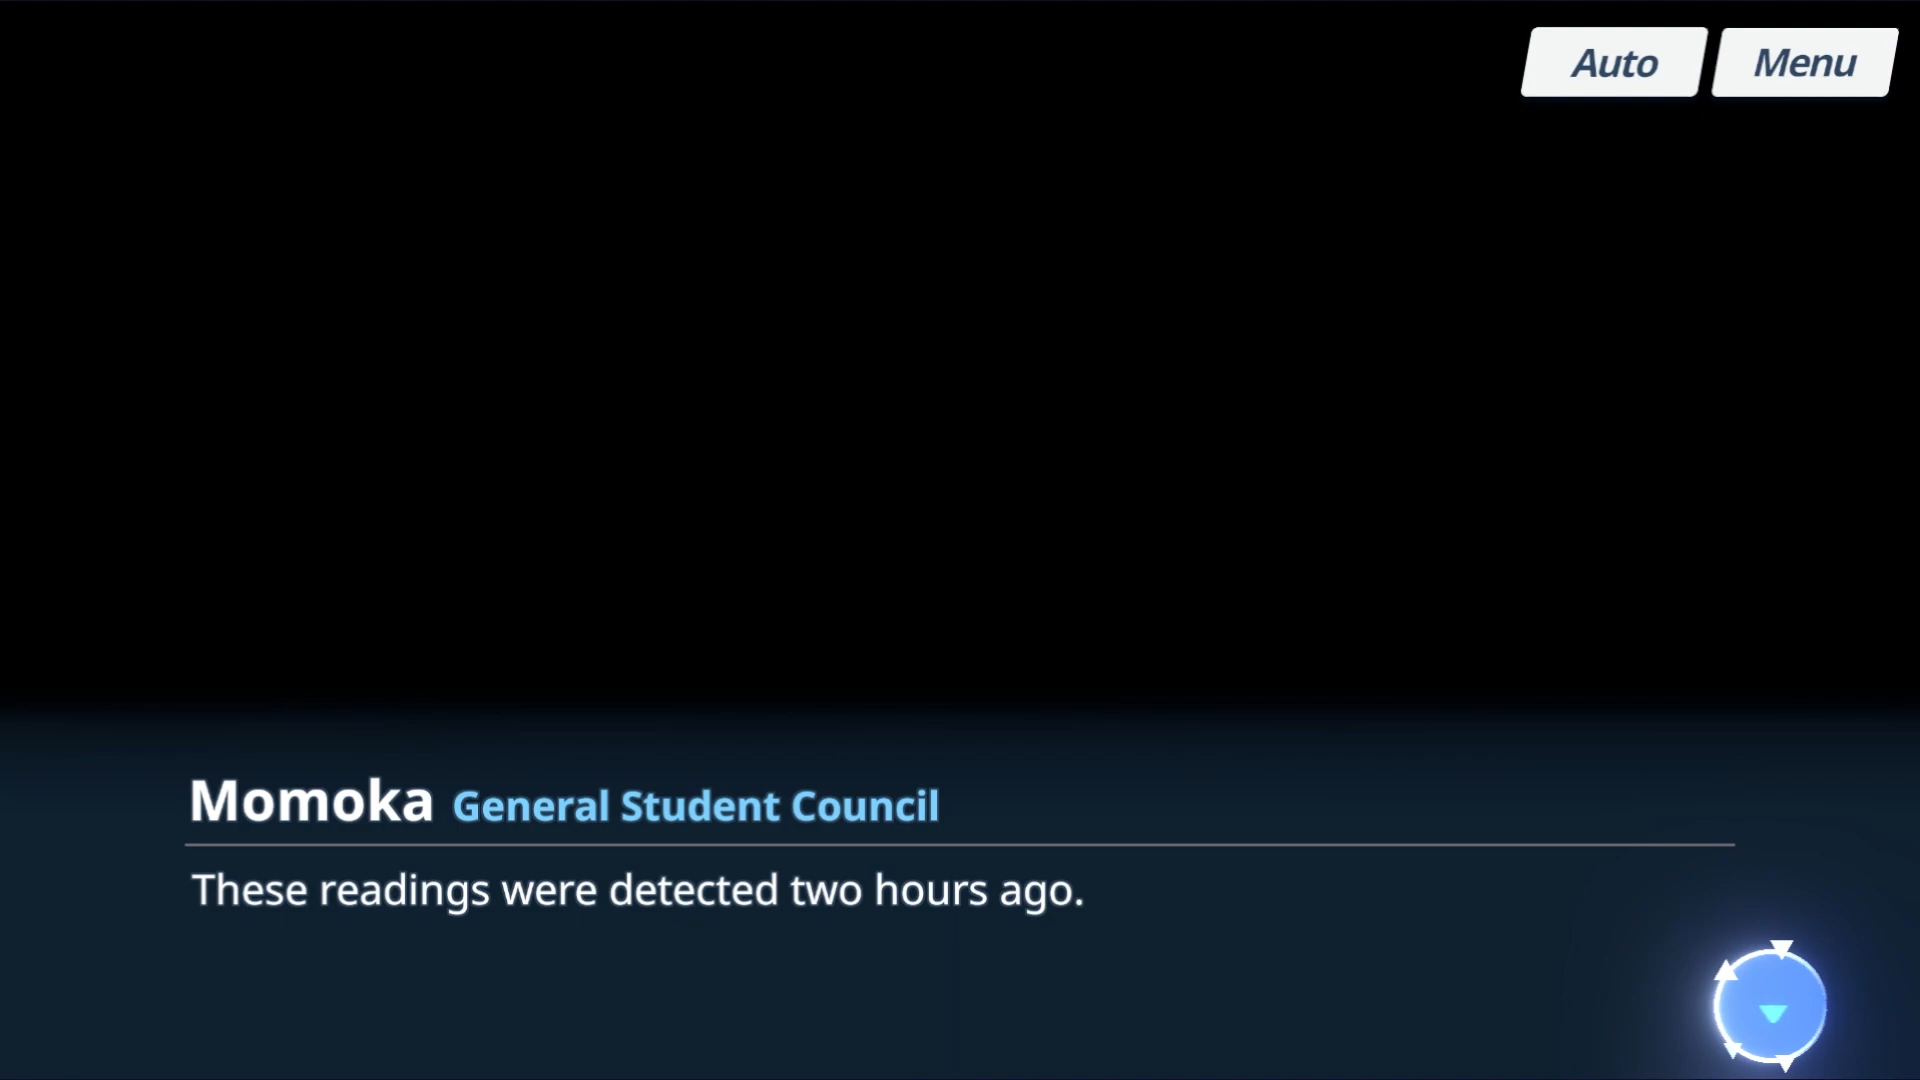 Auto Menu
Momoka General Student Council
These readings were detected two hours ago.